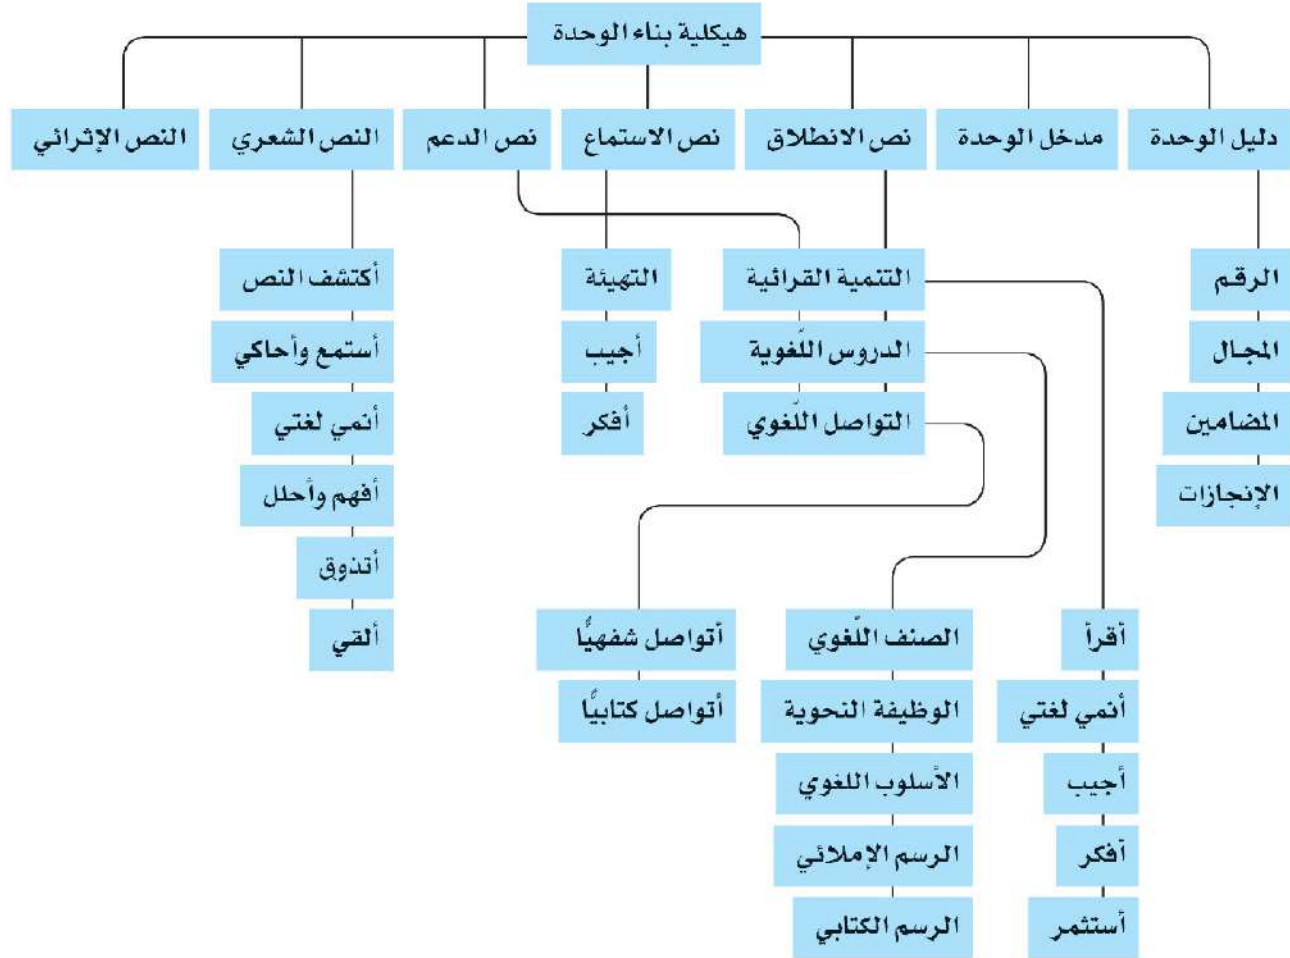 هيكلية بناء الوحدة
دليل الوحدة
مدخل الوحدة
نص الانطلاق
نص الاستماع
نص الدعم
النص الشعري
النص الإثرائي
الرقم
المجال
المضامين
الإنجازات
التنمية القرائية
الدروس اللّغوية
التواصل اللّغوي
التهيئة
أجيب
أفكر
أكتشف النص
أستمع وأحاكي
أنمي لغتي
أفهم وأحلل
أتذوق
ألقي
أقرأ
أنمي لغتي
أجيب
أفكر
أستثمر
الصنف اللّغوي
الوظيفة النحوية
الأسلوب اللغوي
الرسم الإملائي
الرسم الكتابي
أتواصل شفهيًّا
أتواصل كتابيًّا